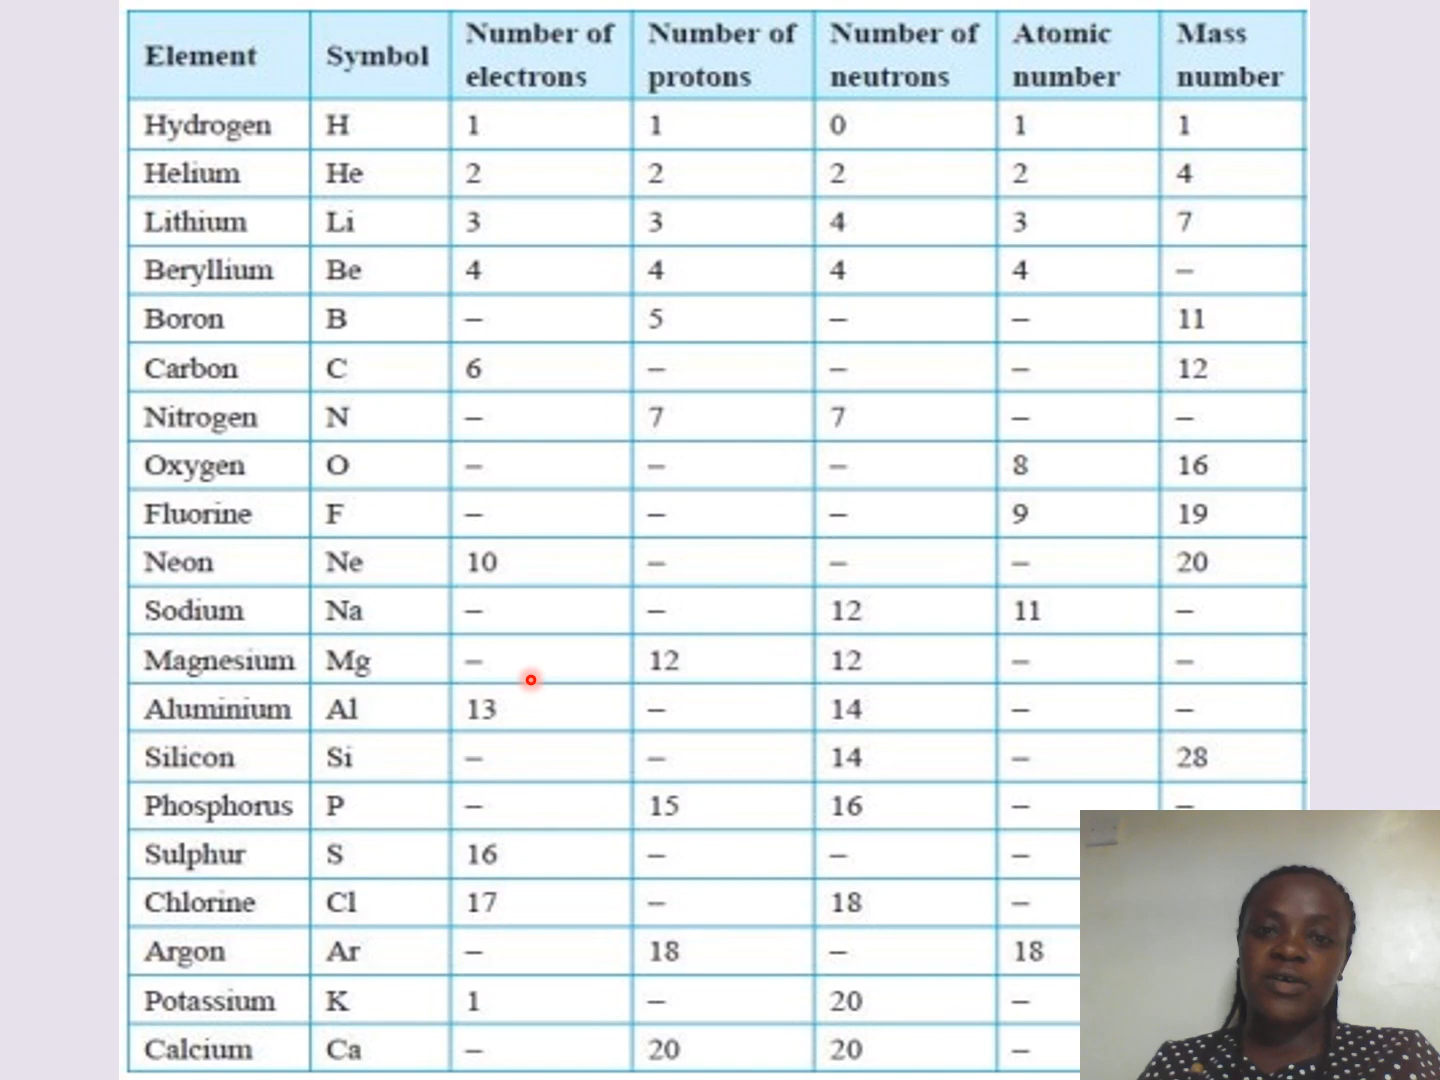 Element Symbol Number of electrons Number of protons Number of neutrons Atomic number Mass number
Hydrogen H 1 1 0 1 1
Helium He 2 2 2 2 4
Lithium Li 3 3 4 3 7
Beryllium Be 4 4 4 4 –
Boron B – 5 – – 11
Carbon C 6 – – – 12
Nitrogen N – 7 7 – –
Oxygen O – – – 8 16
Fluorine F – – – 9 19
Neon Ne 10 – – – 20
Sodium Na – – 12 11 –
Magnesium Mg – 12 12 – –
Aluminium Al 13 – 14 – –
Silicon Si – – 14 – 28
Phosphorus P – 15 16 – –
Sulphur S 16 – – –
Chlorine Cl 17 – 18 –
Argon Ar – 18 – 18
Potassium K 1 – 20 –
Calcium Ca – 20 20 –